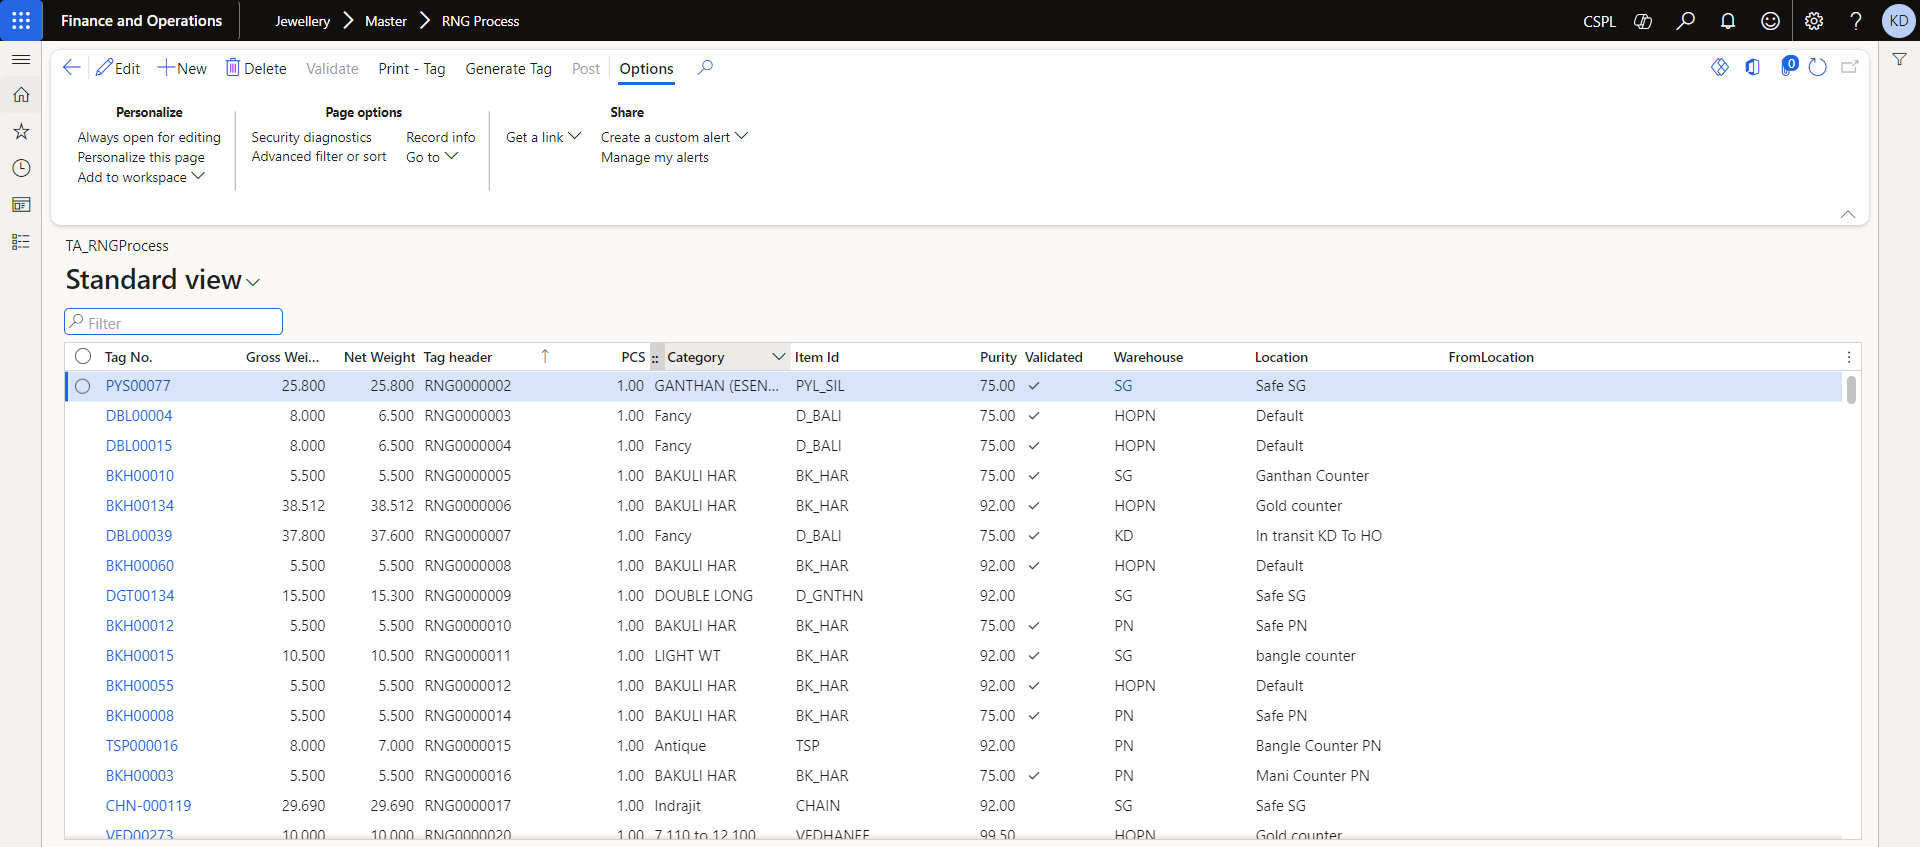 Finance and Operations Jewellery Master RNG Process CSPL KD
Edit New Delete Validate Print - Tag Generate Tag Post Options 0
Personalize Page options Share
Always open for editing Security diagnostics Record info Get a link Create a custom alert
Personalize this page Advanced filter or sort Go to Manage my alerts
Add to workspace
TA_RNGProcess
Standard view
Filter
Tag No. Gross Wei... Net Weight Tag header PCS Category Item Id Purity Validated Warehouse Location FromLocation
PYS00077 25.800 25.800 RNG0000002 1.00 GANTHAN (ESEN... PYL_SIL 75.00 SG Safe SG
DBL00004 8.000 6.500 RNG0000003 1.00 Fancy D_BALI 75.00 HOPN Default
DBL00015 8.000 6.500 RNG0000004 1.00 Fancy D_BALI 75.00 HOPN Default
BKH00010 5.500 5.500 RNG0000005 1.00 BAKULI HAR BK_HAR 75.00 SG Ganthan Counter
BKH00134 38.512 38.512 RNG0000006 1.00 BAKULI HAR BK_HAR 92.00 HOPN Gold counter
DBL00039 37.800 37.600 RNG0000007 1.00 Fancy D_BALI 75.00 KD In transit KD To HO
BKH00060 5.500 5.500 RNG0000008 1.00 BAKULI HAR BK_HAR 92.00 HOPN Default
DGT00134 15.500 15.300 RNG0000009 1.00 DOUBLE LONG D_GNTHN 92.00 SG Safe SG
BKH00012 5.500 5.500 RNG0000010 1.00 BAKULI HAR BK_HAR 75.00 PN Safe PN
BKH00015 10.500 10.500 RNG0000011 1.00 LIGHT WT BK_HAR 92.00 SG bangle counter
BKH00055 5.500 5.500 RNG0000012 1.00 BAKULI HAR BK_HAR 92.00 HOPN Default
BKH00008 5.500 5.500 RNG0000014 1.00 BAKULI HAR BK_HAR 75.00 PN Safe PN
TSP000016 8.000 7.000 RNG0000015 1.00 Antique TSP 92.00 PN Bangle Counter PN
BKH00003 5.500 5.500 RNG0000016 1.00 BAKULI HAR BK_HAR 75.00 PN Mani Counter PN
CHN-000119 29.690 29.690 RNG0000017 1.00 Indrajit CHAIN 92.00 SG Safe SG
VED00273 10.000 10.000 RNG0000020 1.00 7.110 to 12.100 VEDHANEE 99.50 HOPN Gold counter